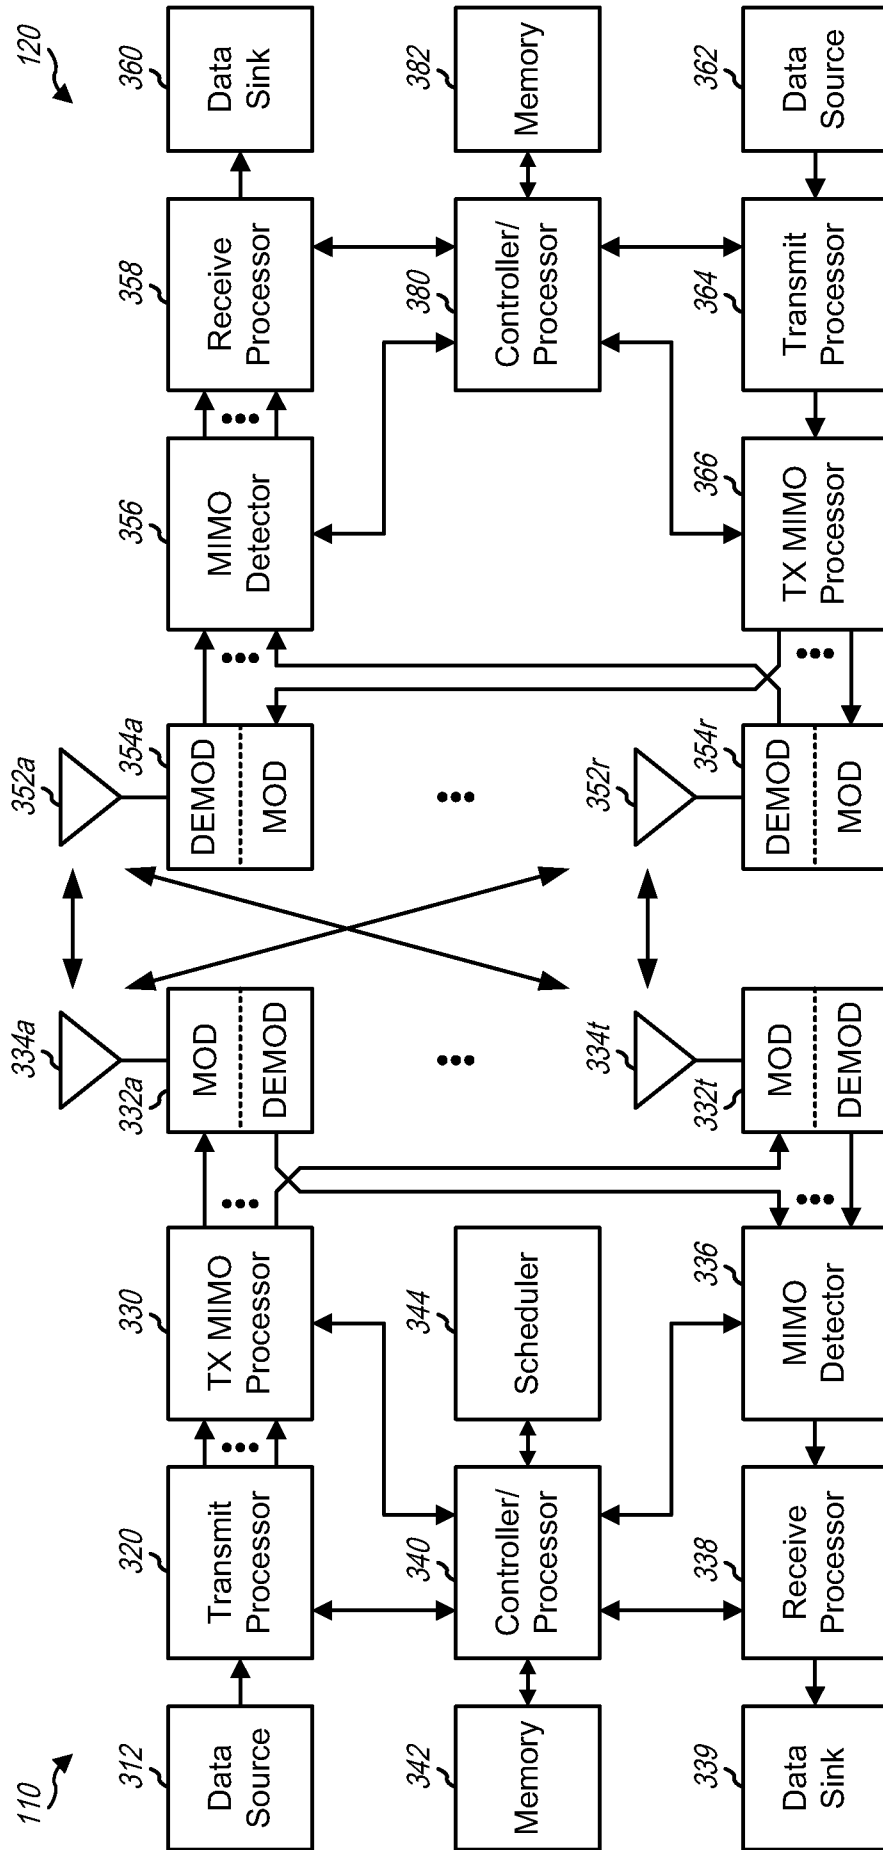 110
120
312
Data
Source
320
Transmit
Processor
330
TX MIMO
Processor
332a
MOD
DEMOD
334a
352a
354a
DEMOD
MOD
356
MIMO
Detector
358
Receive
Processor
360
Data
Sink
342
Memory
340
Controller/
Processor
344
Scheduler
380
Controller/
Processor
382
Memory
339
Data
Sink
338
Receive
Processor
336
MIMO
Detector
332t
MOD
DEMOD
334t
352r
354r
DEMOD
MOD
366
TX MIMO
Processor
364
Transmit
Processor
362
Data
Source